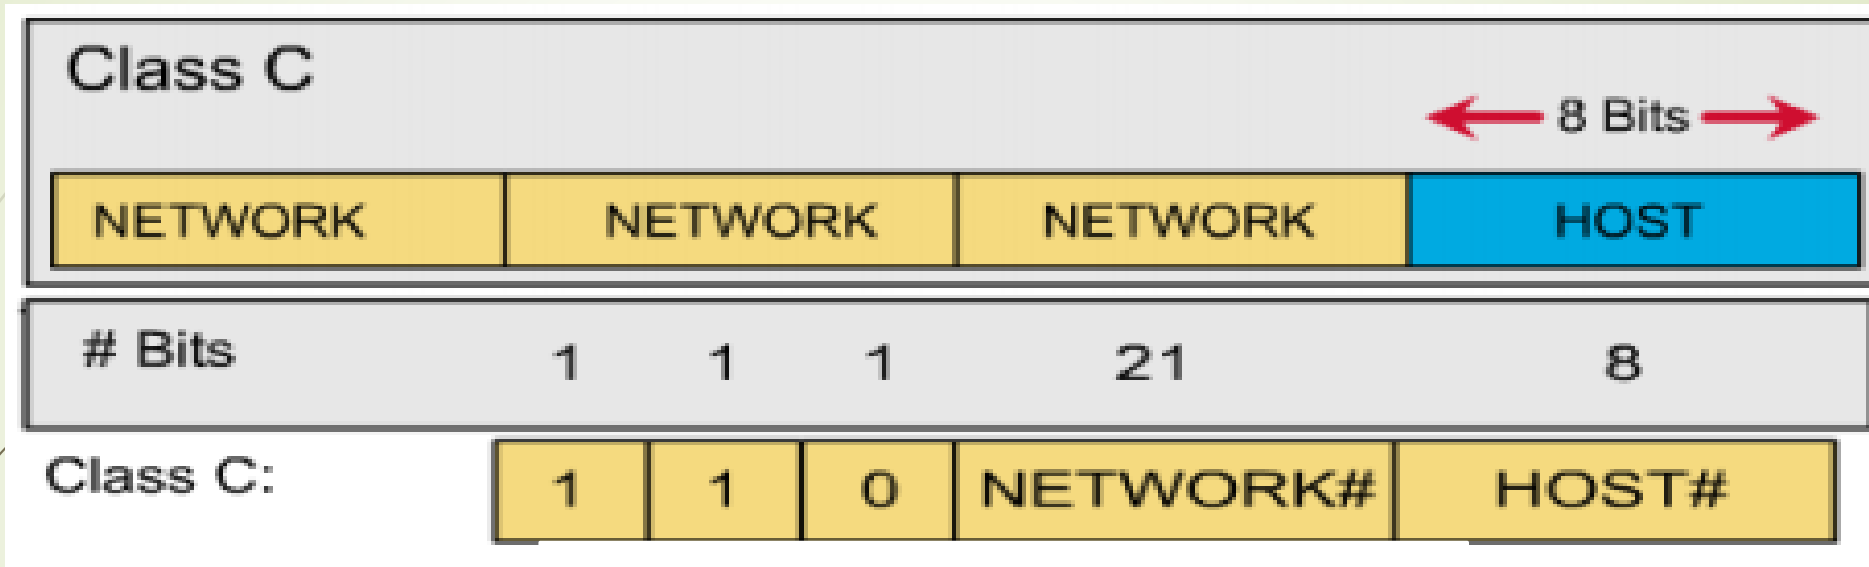 Class C
8 Bits
NETWORK NETWORK NETWORK HOST
# Bits 1 1 1 21 8
Class C: 1 1 0 NETWORK# HOST#